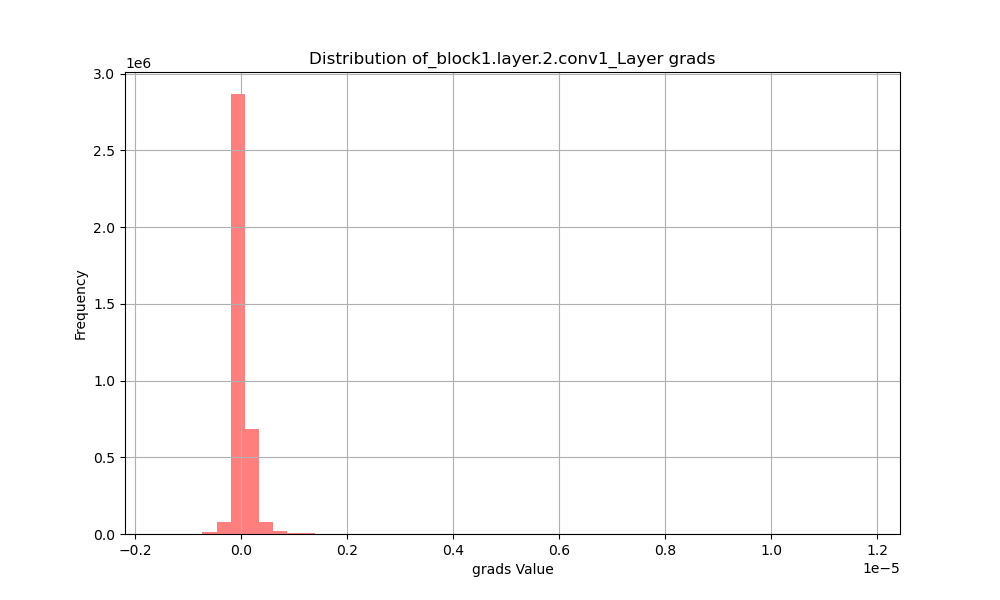 Distribution of_block1.layer.2.conv1_Layer grads
1e6
3.0
2.5
2.0
1.5
1.0
0.5
0.0
Frequency
−0.2 0.0 0.2 0.4 0.6 0.8 1.0 1.2
1e−5
grads Value